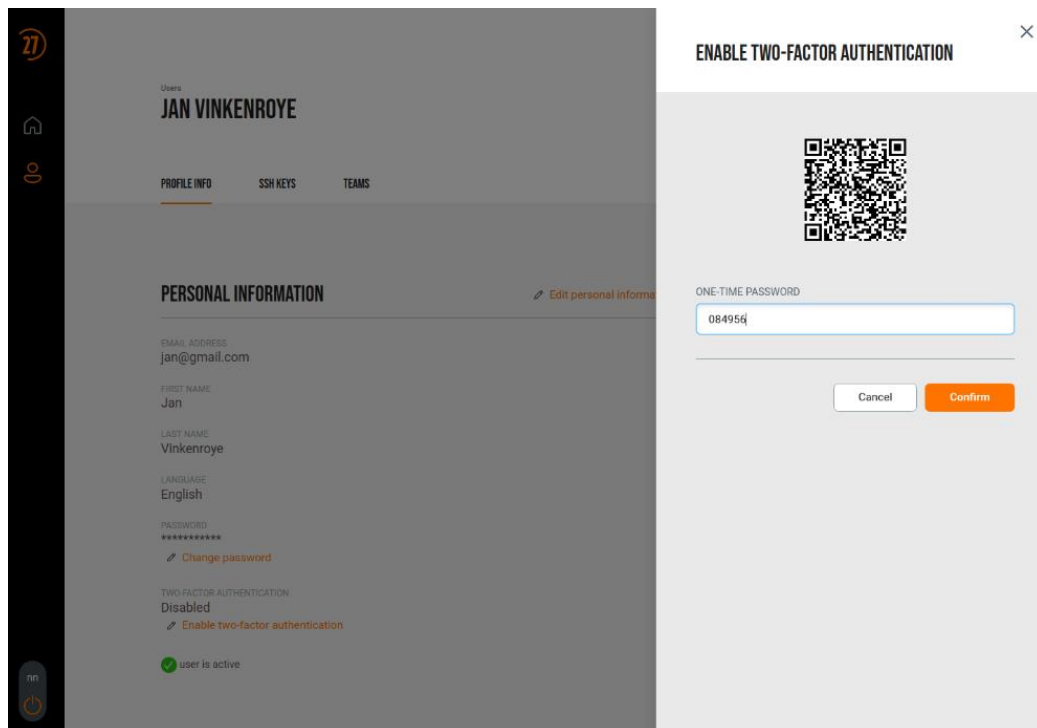 27
Users
JAN VINKENROYE
PROFILE INFO SSH KEYS TEAMS
PERSONAL INFORMATION
Edit personal informa
EMAIL ADDRESS
jan@gmail.com
FIRST NAME
Jan
LAST NAME
Vinkenroye
LANGUAGE
English
PASSWORD
***********
Change password
TWO-FACTOR AUTHENTICATION
Disabled
Enable two-factor authentication
user is active
nn
ENABLE TWO-FACTOR AUTHENTICATION
ONE-TIME PASSWORD
084956
Cancel Confirm